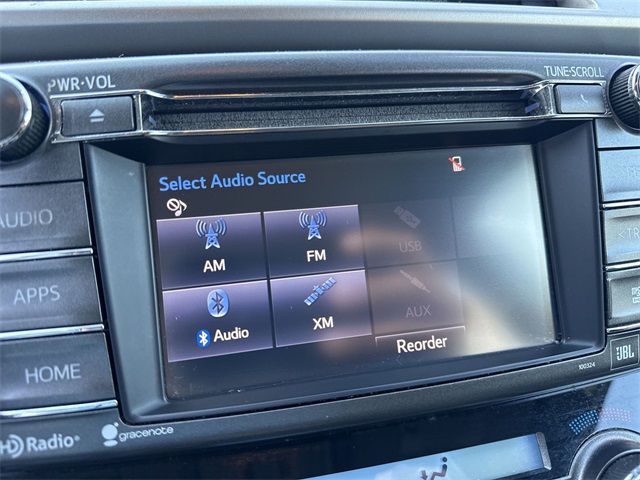 PWR·VOL
TUNE·SCROLL
Select Audio Source
AUDIO
AM
FM
USB
<TR
APPS
Audio
XM
AUX
HOME
Reorder
JBL
100324
HD Radio®
gracenote